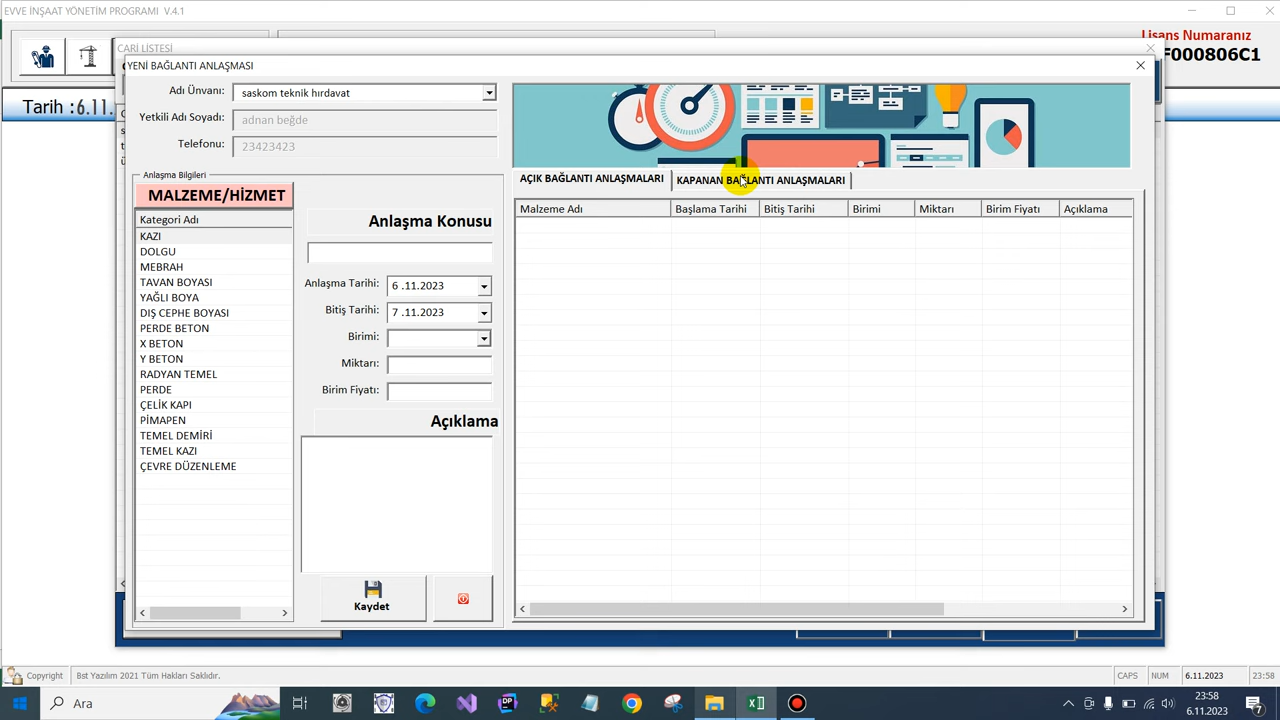 EVVE İNŞAAT YÖNETİM PROGRAMI V.4.1
Lisans Numaranız
F000806C1
Tarih :6.11.
CARİ LİSTESİ
YENİ BAĞLANTI ANLAŞMASI
Adı Ünvanı:
saskom teknik hırdavat
Yetkili Adı Soyadı:
adnan beğde
Telefonu:
23423423
Anlaşma Bilgileri
MALZEME/HİZMET
Kategori Adı
KAZI
DOLGU
MEBRAH
TAVAN BOYASI
YAĞLI BOYA
DIŞ CEPHE BOYASI
PERDE BETON
X BETON
Y BETON
RADYAN TEMEL
PERDE
ÇELİK KAPI
PİMAPEN
TEMEL DEMİRİ
TEMEL KAZI
ÇEVRE DÜZENLEME
Anlaşma Konusu
Anlaşma Tarihi:
6 .11.2023
Bitiş Tarihi:
7 .11.2023
Birimi:
Miktarı:
Birim Fiyatı:
Açıklama
Kaydet
AÇIK BAĞLANTI ANLAŞMALARI
KAPANAN BAĞLANTI ANLAŞMALARI
Malzeme Adı
Başlama Tarihi
Bitiş Tarihi
Birimi
Miktarı
Birim Fiyatı
Açıklama
Copyright
Bst Yazılım 2021 Tüm Hakları Saklıdır.
CAPS
NUM
6.11.2023
23:58
Ara
DP
23:58
6.11.2023
7